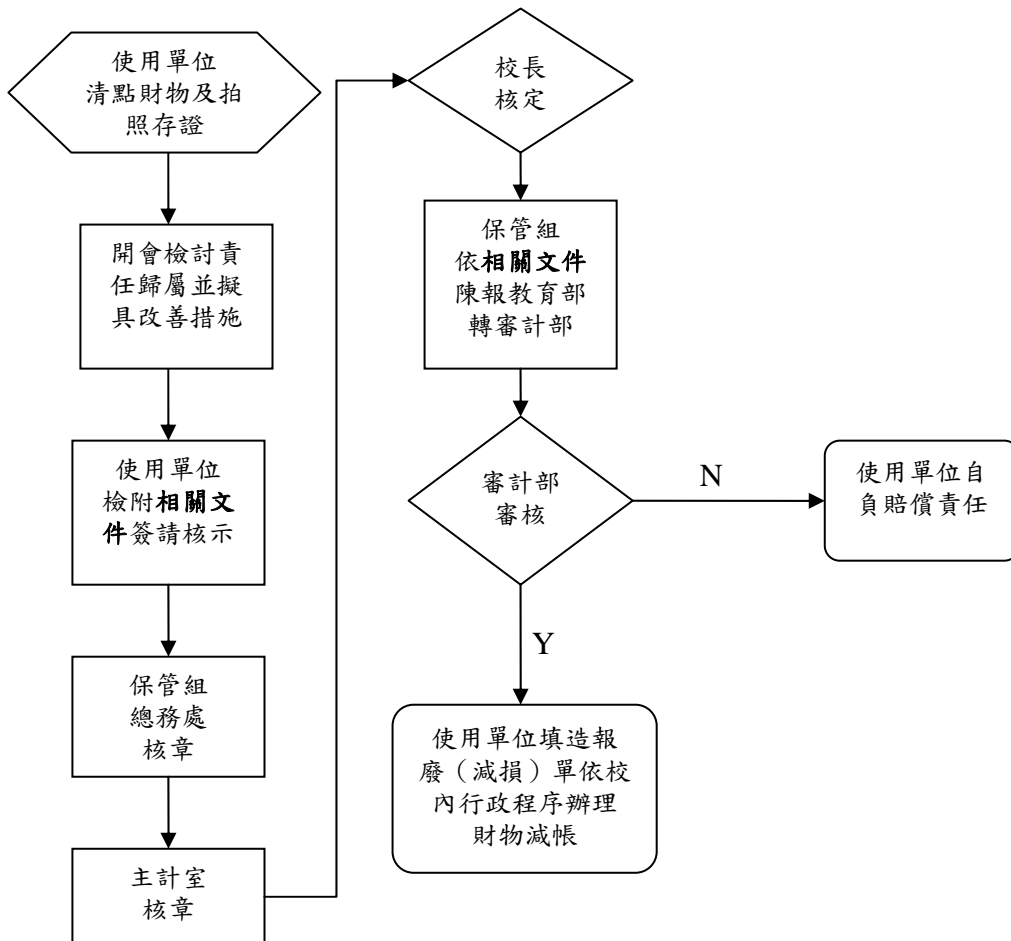 使用單位
清點財物及拍
照存證
開會檢討責
任歸屬並擬
具改善措施
使用單位
檢附相關文
件簽請核示
保管組
總務處
核章
主計室
核章
校長
核定
保管組
依相關文件
陳報教育部
轉審計部
審計部
審核
N
使用單位自
負賠償責任
Y
使用單位填造報
廢（減損）單依校
內行政程序辦理
財物減帳